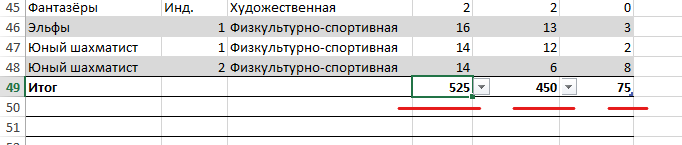 45 Фантазёры Инд. Художественная 2 2 0
46 Эльфы 1 Физкультурно-спортивная 16 13 3
47 Юный шахматист 1 Физкультурно-спортивная 14 12 2
48 Юный шахматист 2 Физкультурно-спортивная 14 6 8
49 Итог 525 450 75
50
51